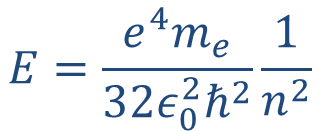 E = \frac{e^4 m_e}{32 \epsilon_0^2 \hbar^2} \frac{1}{n^2}